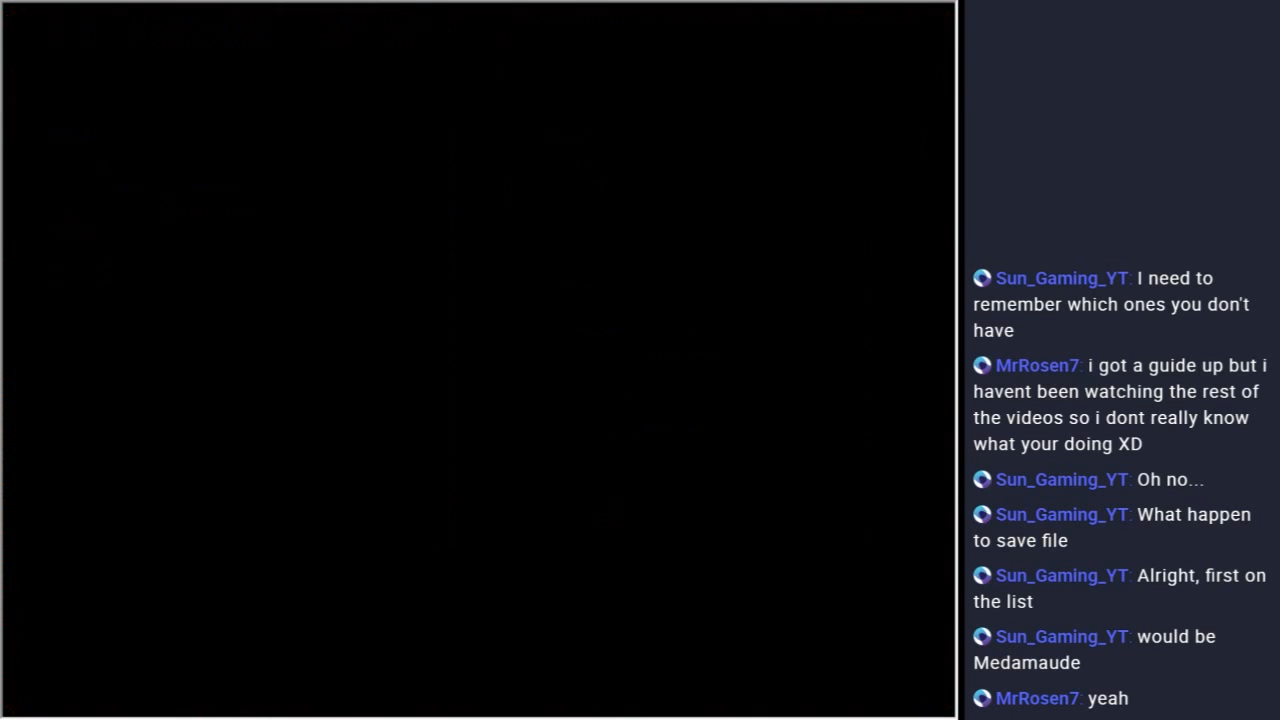 Sun_Gaming_YT: I need to
remember which ones you don't
have
MrRosen7: i got a guide up but i
havent been watching the rest of
the videos so i dont really know
what your doing XD
Sun_Gaming_YT: Oh no...
Sun_Gaming_YT: What happen
to save file
Sun_Gaming_YT: Alright, first on
the list
Sun_Gaming_YT: would be
Medamaude
MrRosen7: yeah